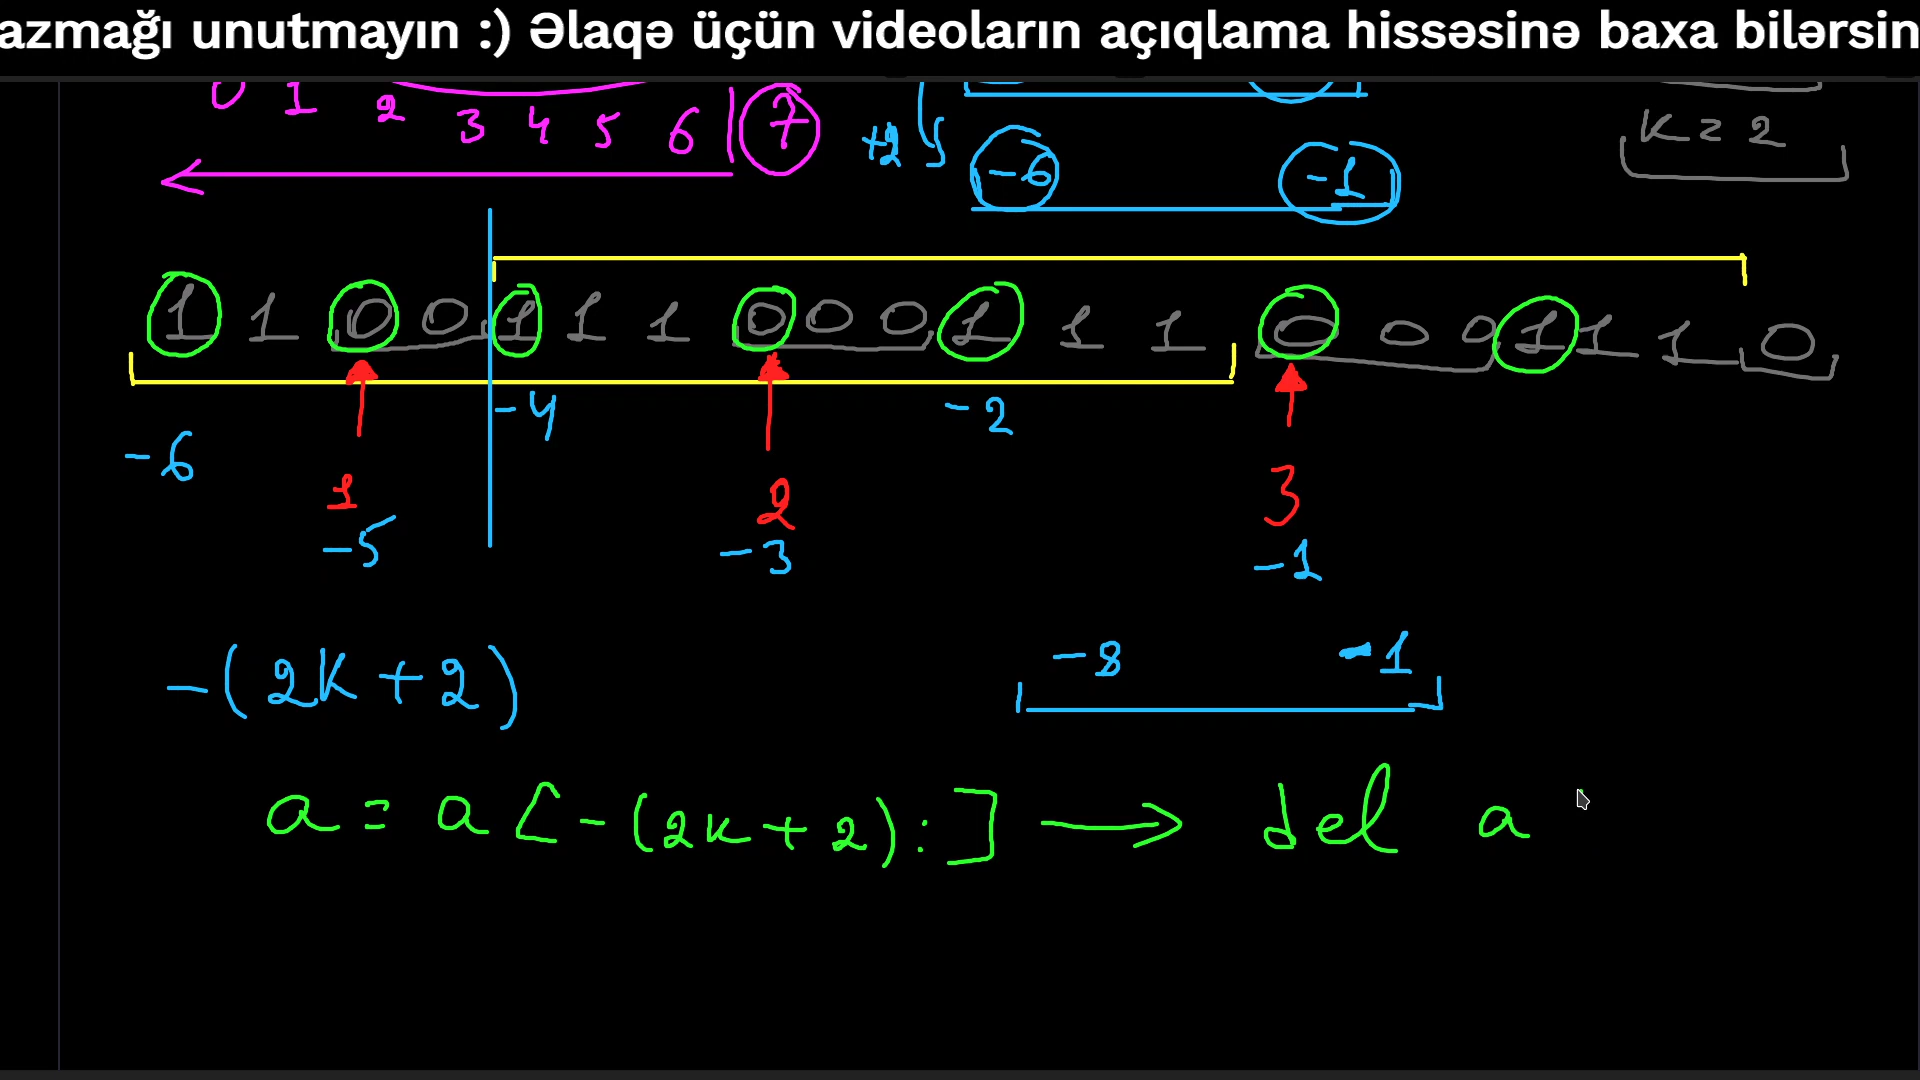 azmağı unutmayın :) Əlaqə üçün videoların açıqlama hissəsinə baxa bilərsin
0 1 2 3 4 5 6 7
+2
-6 -1
K = 2
1 1 0 0 1 1 1 0 0 0 1 1 1 0 0 0 1 1 1 0
-6 -4 -2
1 2 3
-5 -3 -1
-(2K+2)
-8 -1
a = a[-(2K+2):] → del a